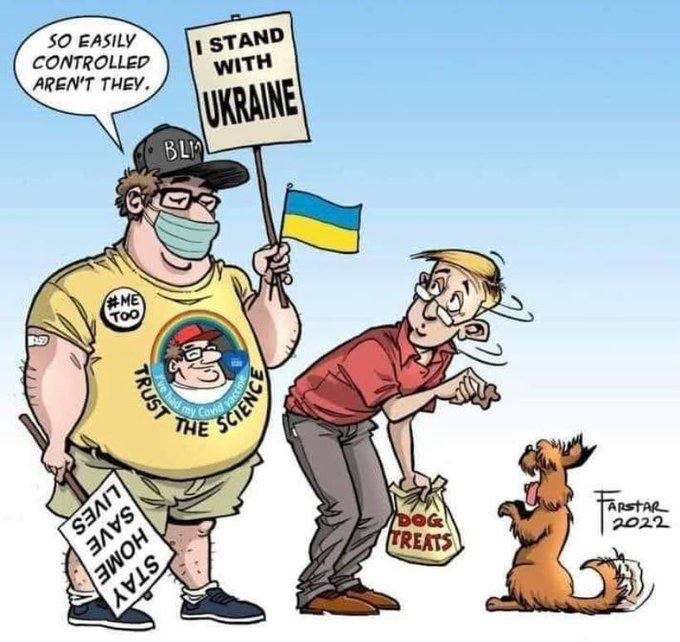 SO EASILY
CONTROLLED
AREN'T THEY.
I STAND
WITH
UKRAINE
BLM
#ME
TOO
I've had my Covid vaccine
TRUST THE SCIENCE
STAY
HOME
SAVE
LIVES
DOG
TREATS
FARSTAR
2022